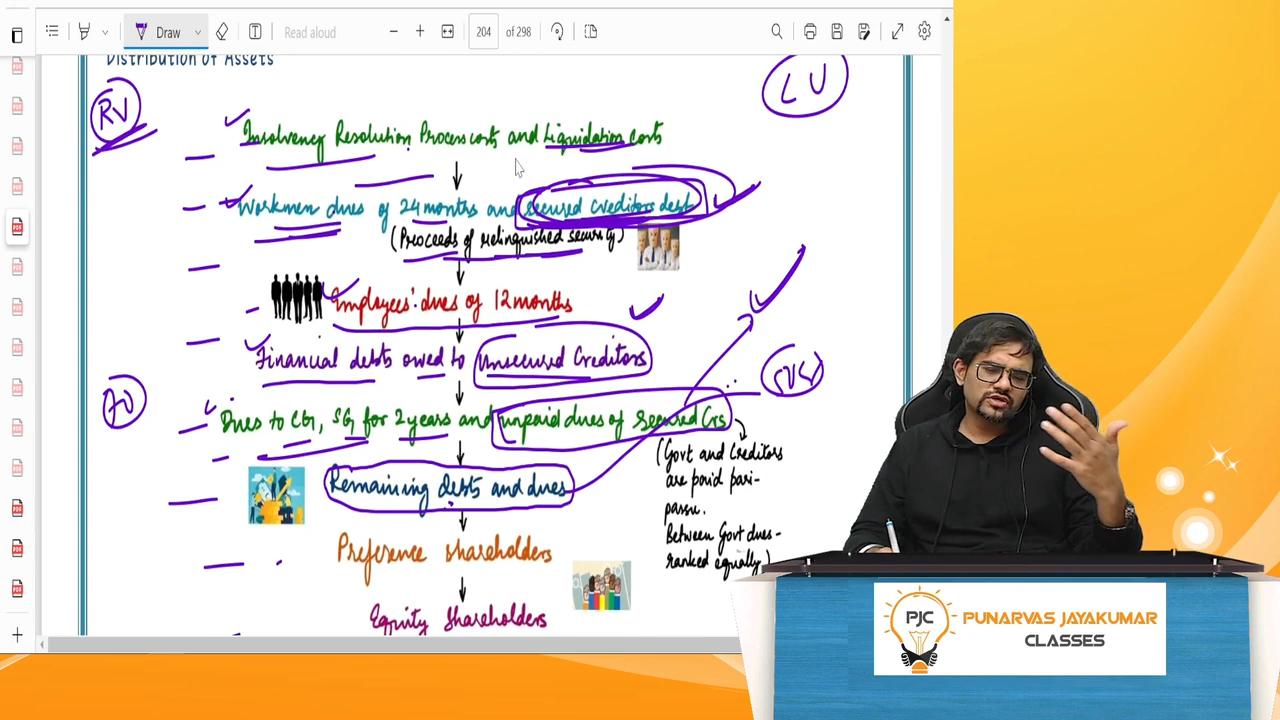 Draw
Read aloud
204
of 298
Distribution of Assets
RV
LV
Insolvency Resolution Process costs and Liquidation costs
Workmen dues of 24 months and secured creditors debt
(Proceeds of relinquished security)
Employees' dues of 12 months
Financial debts owed to Unsecured Creditors
Dues to CG, SG for 2 years and unpaid dues of Secured Crs
(Govt and Creditors
are paid pari-
passu.
Between Govt dues-
ranked equally)
Remaining debts and dues
Preference shareholders
Equity Shareholders
PJC
PUNARVAS JAYAKUMAR
CLASSES